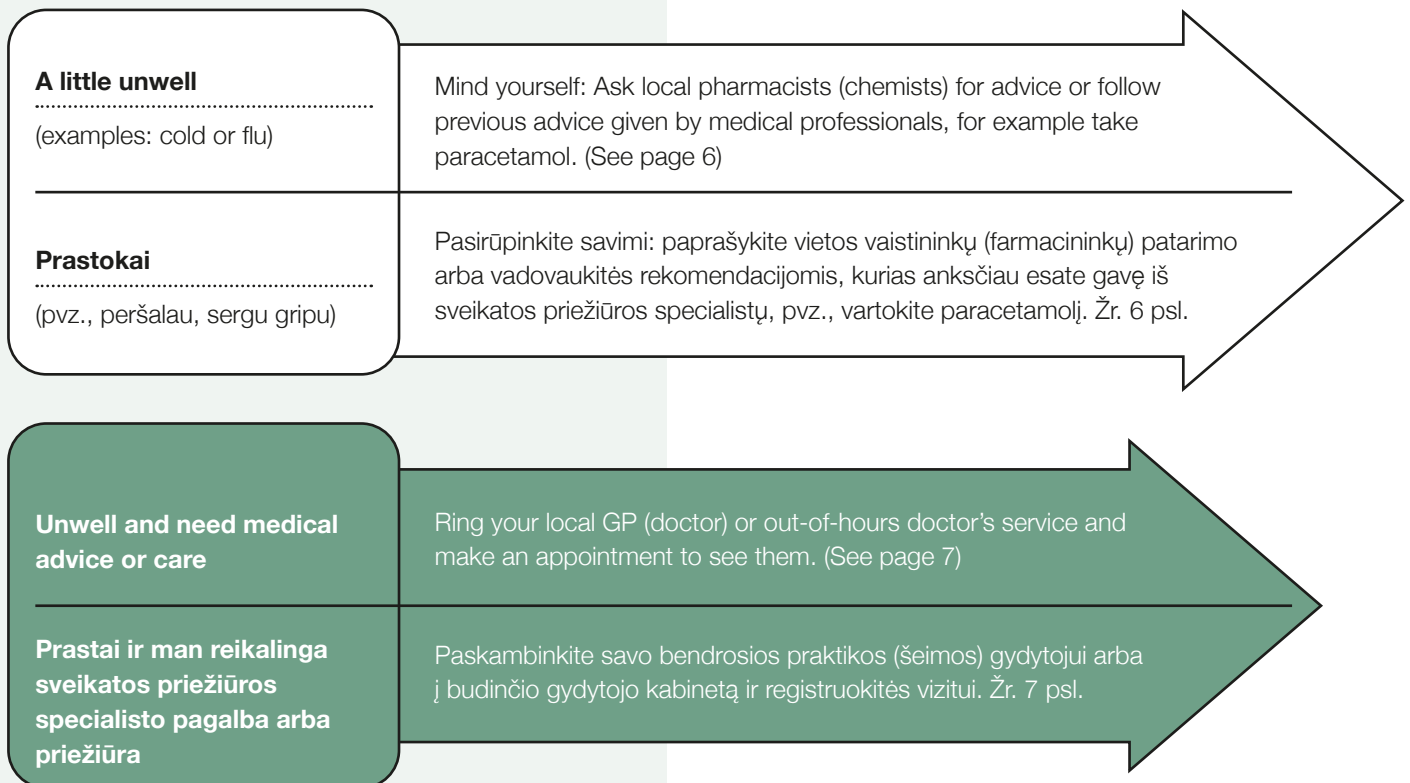 A little unwell
(examples: cold or flu)
Mind yourself: Ask local pharmacists (chemists) for advice or follow
previous advice given by medical professionals, for example take
paracetamol. (See page 6)
Prastokai
(pvz., peršalau, sergu gripu)
Pasirūpinkite savimi: paprašykite vietos vaistininkų (farmacininkų) patarimo
arba vadovaukitės rekomendacijomis, kurias anksčiau esate gavę iš
sveikatos priežiūros specialistų, pvz., vartokite paracetamolį. Žr. 6 psl.
Unwell and need medical
advice or care
Ring your local GP (doctor) or out-of-hours doctor’s service and
make an appointment to see them. (See page 7)
Prastai ir man reikalinga
sveikatos priežiūros
specialisto pagalba arba
priežiūra
Paskambinkite savo bendrosios praktikos (šeimos) gydytojui arba
į budinčio gydytojo kabinetą ir registruokitės vizitui. Žr. 7 psl.